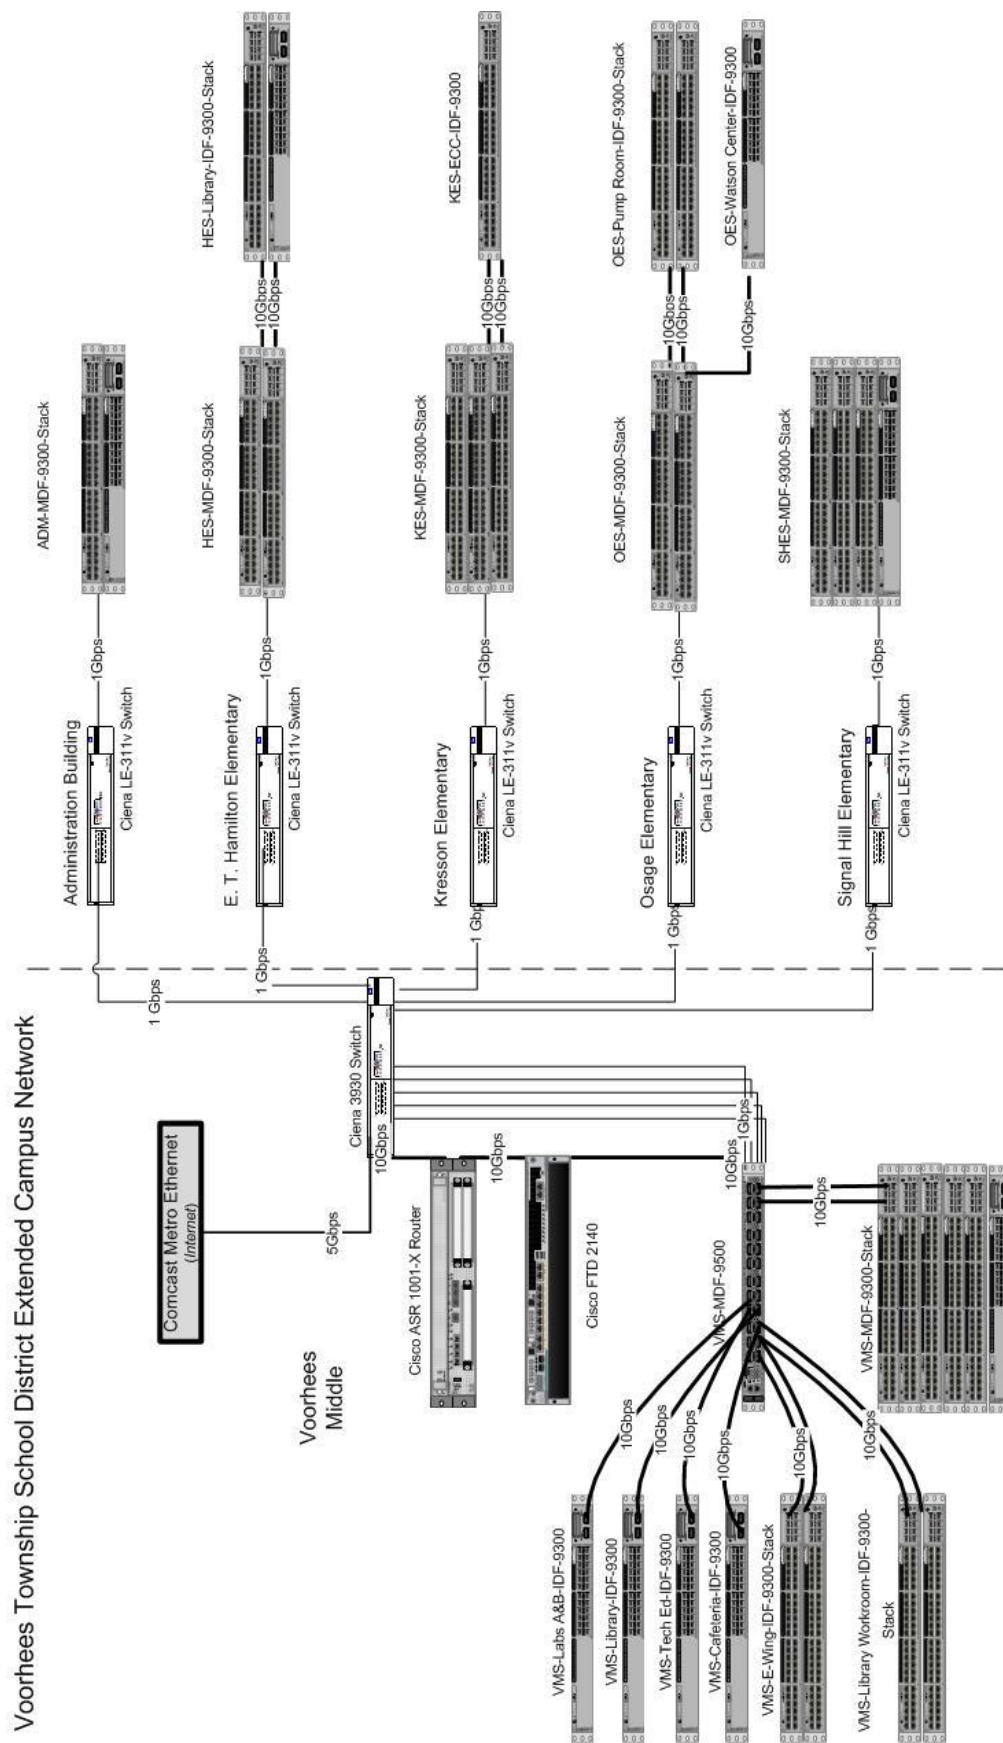 Voorhees Township School District Extended Campus Network
Comcast Metro Ethernet
(Internet)
5Gbps
Voorhees
Middle
Ciena 3930 Switch
10Gbps
Cisco ASR 1001-X Router
10Gbps
Cisco FTD 2140
10Gbps
1Gbps
VMS-MDF-9500
10Gbps
VMS-MDF-9300-Stack
10Gbps
10Gbps
10Gbps
10Gbps
10Gbps
10Gbps
VMS-Labs A&B-IDF-9300
VMS-Library-IDF-9300
VMS-Tech Ed-IDF-9300
VMS-Cafeteria-IDF-9300
VMS-E-Wing-IDF-9300-Stack
VMS-Library Workroom-IDF-9300-
Stack
1 Gbps
Administration Building
Ciena LE-311v Switch
1Gbps
ADM-MDF-9300-Stack
1 Gbps
E. T. Hamilton Elementary
Ciena LE-311v Switch
1Gbps
HES-MDF-9300-Stack
10Gbps
10Gbps
HES-Library-IDF-9300-Stack
1 Gbps
Kresson Elementary
Ciena LE-311v Switch
1Gbps
KES-MDF-9300-Stack
10Gbps
10Gbps
KES-ECC-IDF-9300
1 Gbps
Osage Elementary
Ciena LE-311v Switch
1Gbps
OES-MDF-9300-Stack
10Gbps
10Gbps
OES-Pump Room-IDF-9300-Stack
10Gbps
OES-Watson Center-IDF-9300
1 Gbps
Signal Hill Elementary
Ciena LE-311v Switch
1Gbps
SHES-MDF-9300-Stack